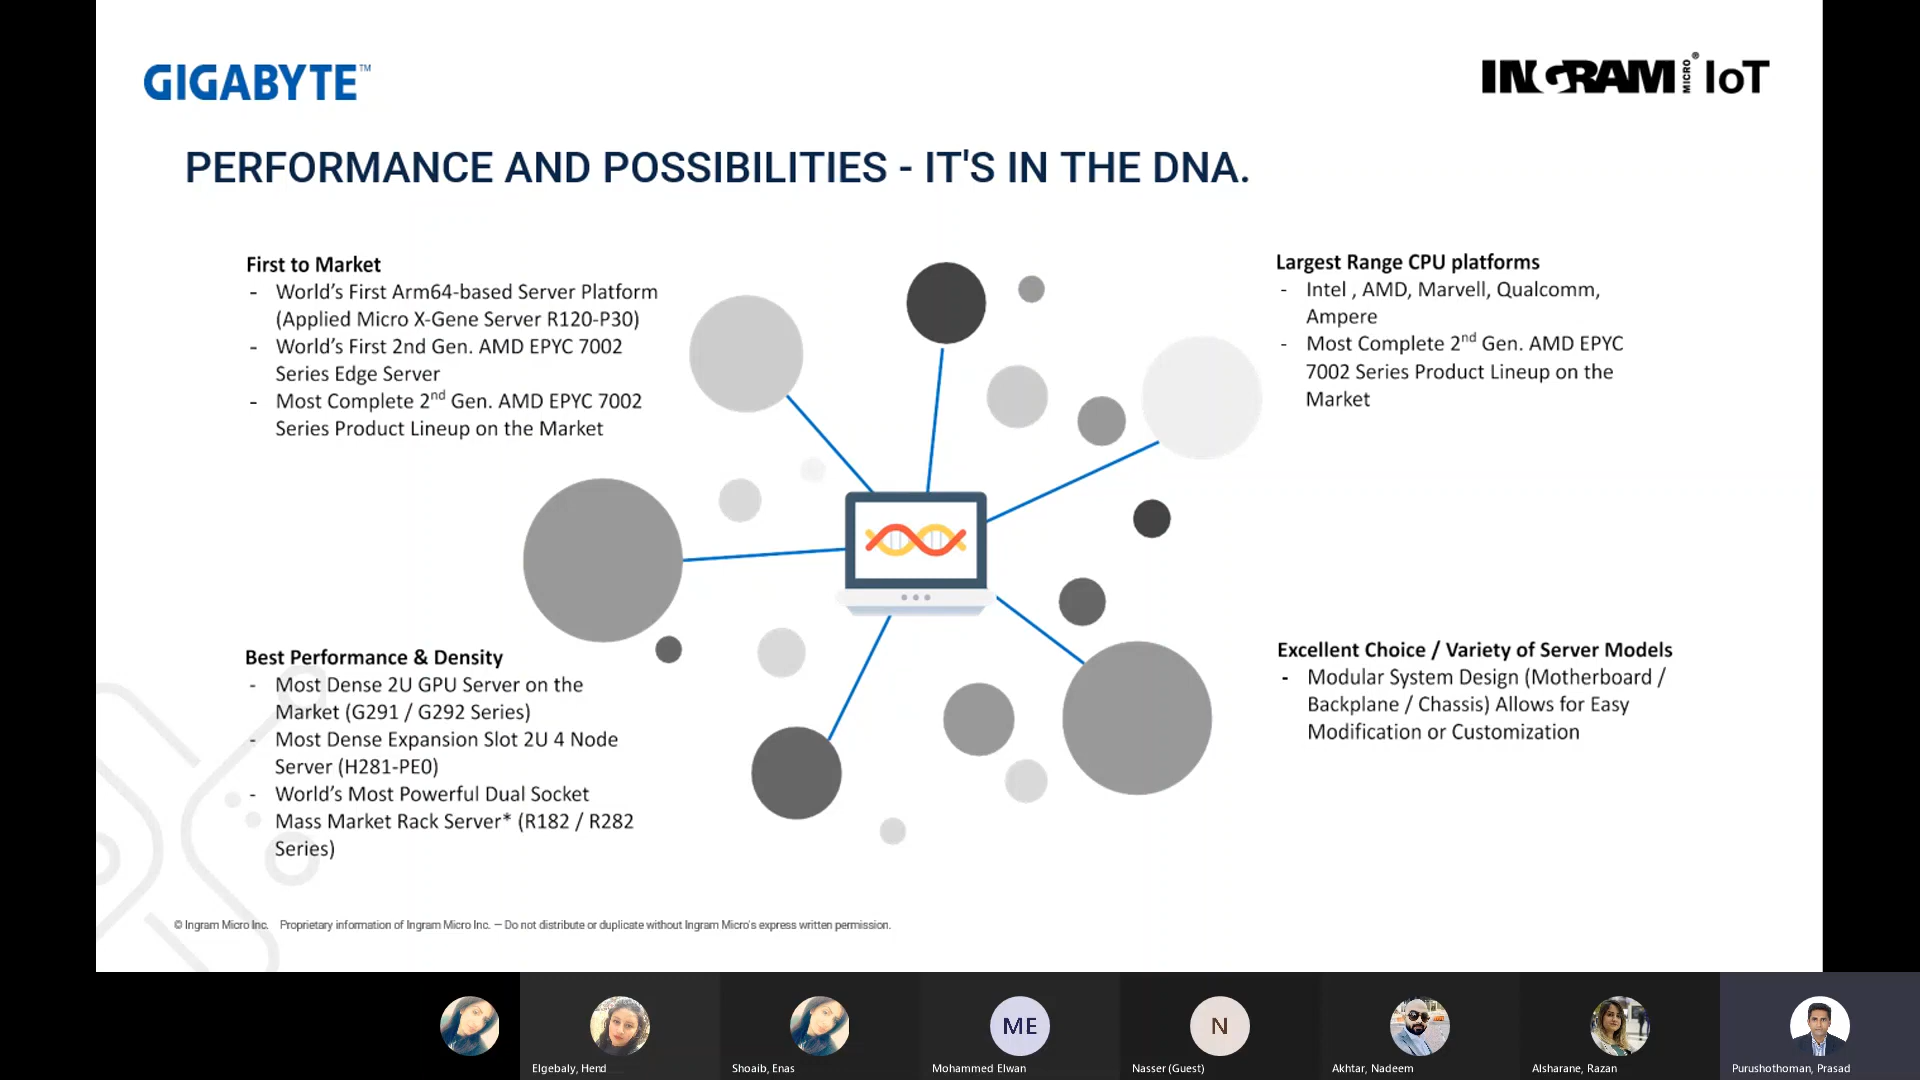 GIGABYTE™
INGRAM MICRO® IoT
PERFORMANCE AND POSSIBILITIES - IT'S IN THE DNA.
First to Market
- World's First Arm64-based Server Platform
(Applied Micro X-Gene Server R120-P30)
- World's First 2nd Gen. AMD EPYC 7002
Series Edge Server
- Most Complete 2nd Gen. AMD EPYC 7002
Series Product Lineup on the Market
Largest Range CPU platforms
- Intel , AMD, Marvell, Qualcomm,
Ampere
- Most Complete 2nd Gen. AMD EPYC
7002 Series Product Lineup on the
Market
Best Performance & Density
- Most Dense 2U GPU Server on the
Market (G291 / G292 Series)
- Most Dense Expansion Slot 2U 4 Node
Server (H281-PE0)
- World's Most Powerful Dual Socket
Mass Market Rack Server* (R182 / R282
Series)
Excellent Choice / Variety of Server Models
- Modular System Design (Motherboard /
Backplane / Chassis) Allows for Easy
Modification or Customization
© Ingram Micro Inc. Proprietary information of Ingram Micro Inc. — Do not distribute or duplicate without Ingram Micro's express written permission.
ME
N
Elgebaly, Hend
Shoaib, Enas
Mohammed Elwan
Nasser (Guest)
Akhtar, Nadeem
Alsharane, Razan
Purushothoman, Prasad